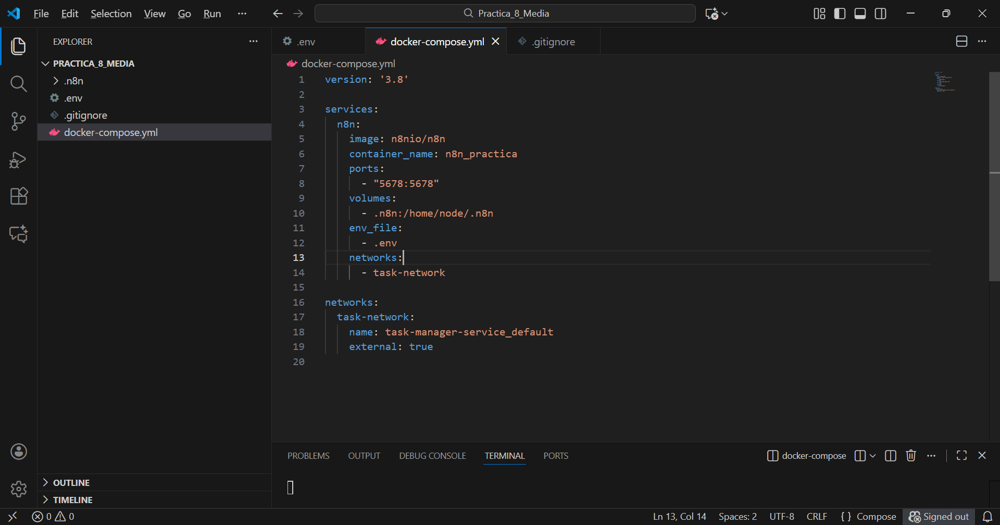 File Edit Selection View Go Run ··· Practica_8_Media
EXPLORER ···
PRACTICA_8_MEDIA
.n8n
.env
.gitignore
docker-compose.yml
OUTLINE
TIMELINE
.env docker-compose.yml .gitignore ···
docker-compose.yml
1 version: '3.8'
2
3 services:
4 n8n:
5 image: n8nio/n8n
6 container_name: n8n_practica
7 ports:
8 - "5678:5678"
9 volumes:
10 - .n8n:/home/node/.n8n
11 env_file:
12 - .env
13 networks:
14 - task-network
15
16 networks:
17 task-network:
18 name: task-manager-service_default
19 external: true
20
PROBLEMS OUTPUT DEBUG CONSOLE TERMINAL PORTS docker-compose ···
0 0 Ln 13, Col 14 Spaces: 2 UTF-8 CRLF { } Compose Signed out